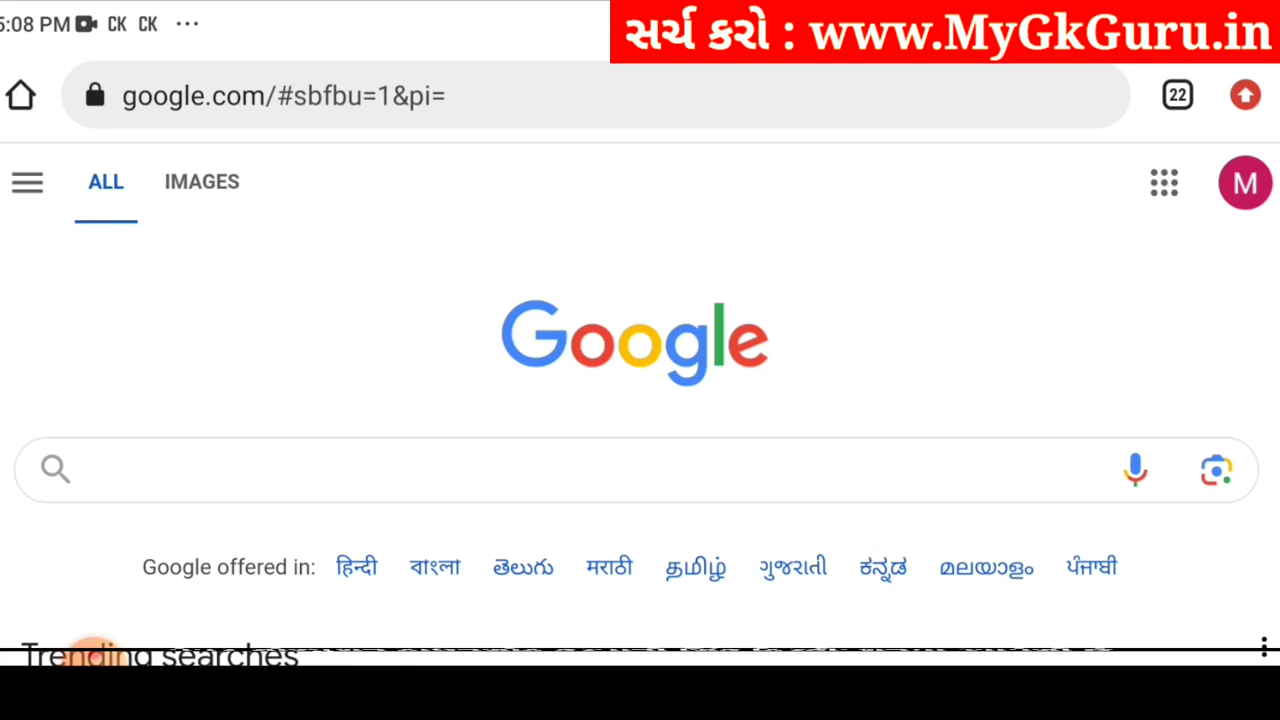 5:08 PM CK CK ...
સર્ચ કરો : www.MyGkGuru.in
google.com/#sbfbu=1&pi=
22
ALL IMAGES
M
Google
Google offered in: हिन्दी বাংলা తెలుగు मराठी தமிழ் ગુજરાતી ಕನ್ನಡ മലയാളം ਪੰਜਾਬੀ
Trending searches